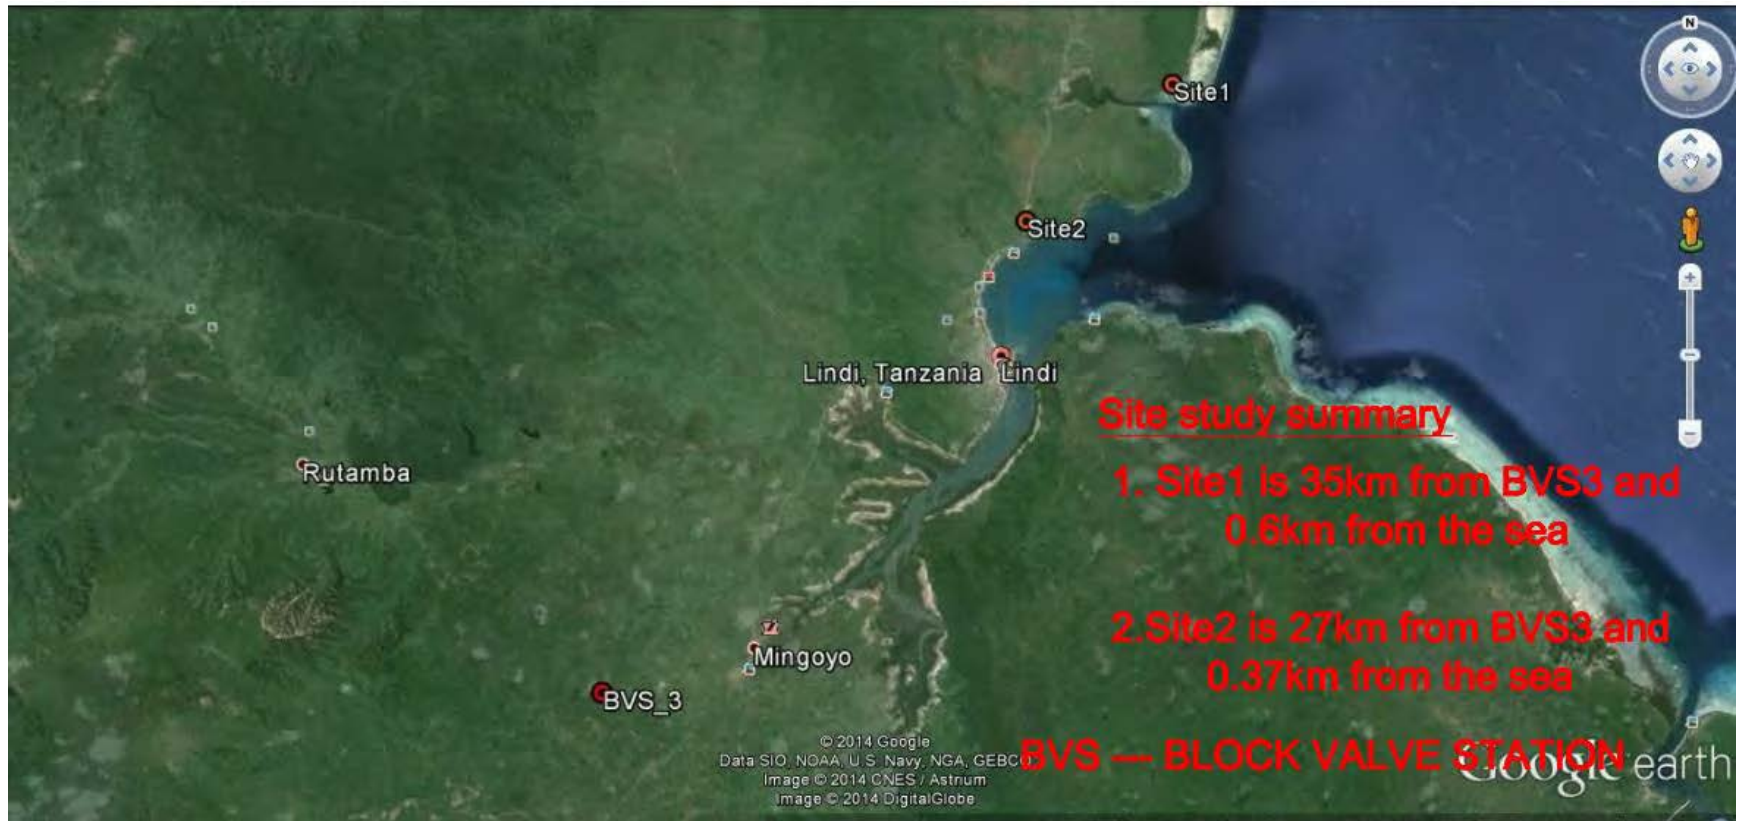 N
Site1
Site2
Lindi, Tanzania Lindi
Site study summary
Rutamba
1. Site1 is 35km from BVS3 and
0.6km from the sea
2.Site2 is 27km from BVS3 and
0.37km from the sea
Mingoyo
BVS_3
BVS --- BLOCK VALVE STATION
© 2014 Google
Data SIO, NOAA, U.S. Navy, NGA, GEBCO
Image © 2014 CNES / Astrium
Image © 2014 DigitalGlobe
Google earth